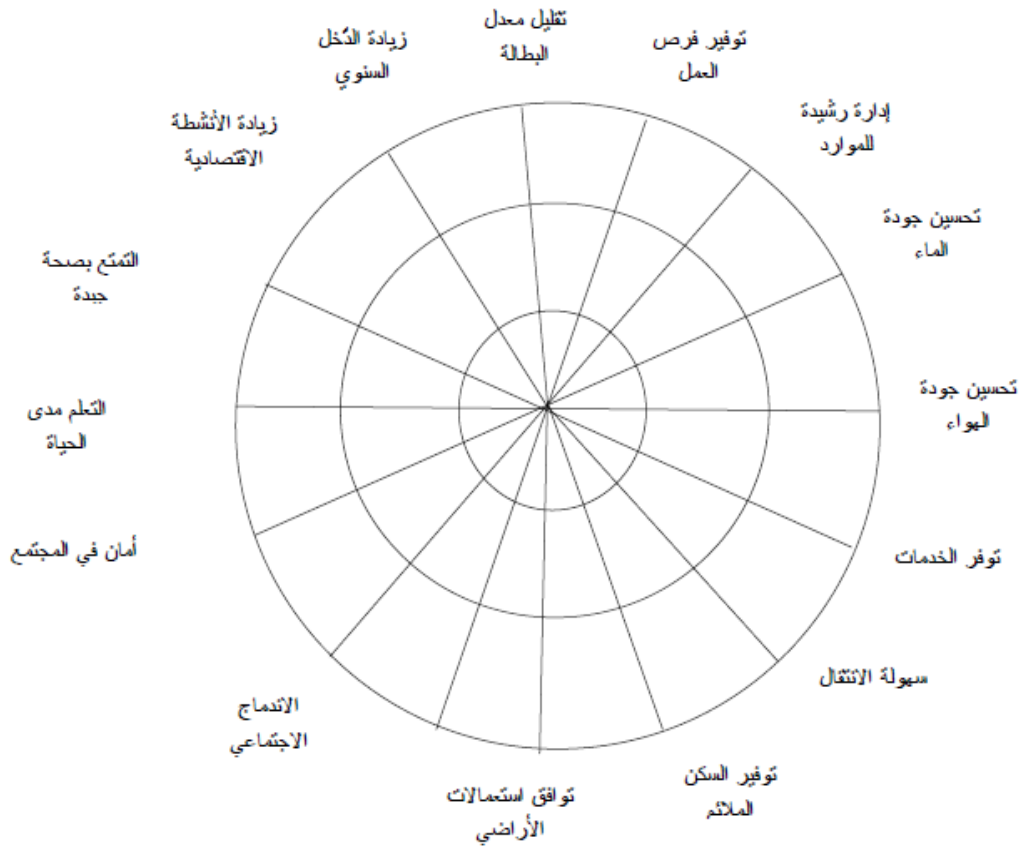 تقليل معدل
البطالة
توفير فرص
العمل
إدارة رشيدة
للموارد
تحسين جودة
الماء
تحسين جودة
الهواء
توفر الخدمات
سهولة الانتقال
توفير السكن
الملائم
توافق استعمالات
الأراضي
الاندماج
الاجتماعي
أمان في المجتمع
التعلم مدى
الحياة
التمتع بصحة
جيدة
زيادة الأنشطة
الاقتصادية
زيادة الدّخل
السنوي